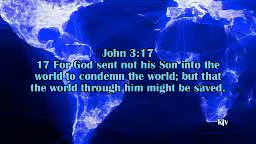 John 3:17
17 For God sent not his Son into the
world to condemn the world; but that
the world through him might be saved.
kjv